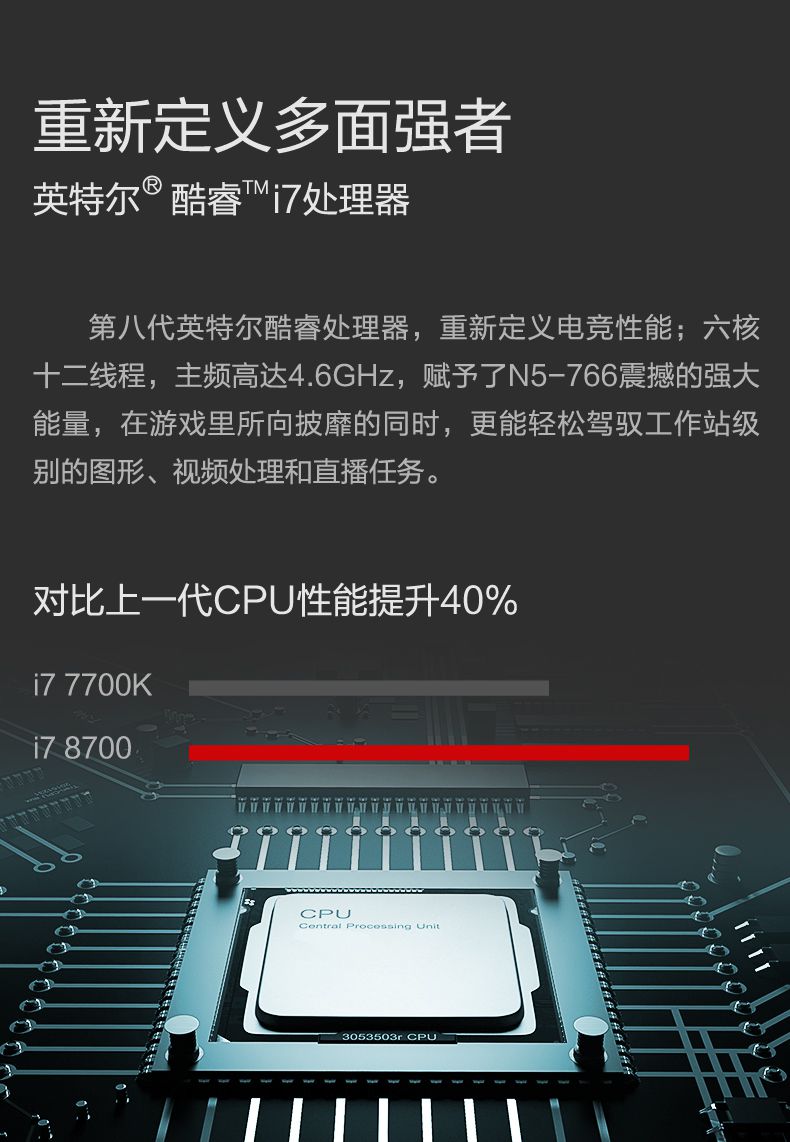 重新定义多面强者
英特尔® 酷睿™i7处理器
第八代英特尔酷睿处理器，重新定义电竞性能；六核
十二线程，主频高达4.6GHz，赋予了N5-766震撼的强大
能量，在游戏里所向披靡的同时，更能轻松驾驭工作站级
别的图形、视频处理和直播任务。
对比上一代CPU性能提升40%
i7 7700K
i7 8700
CPU
Central Processing Unit
3053503r CPU